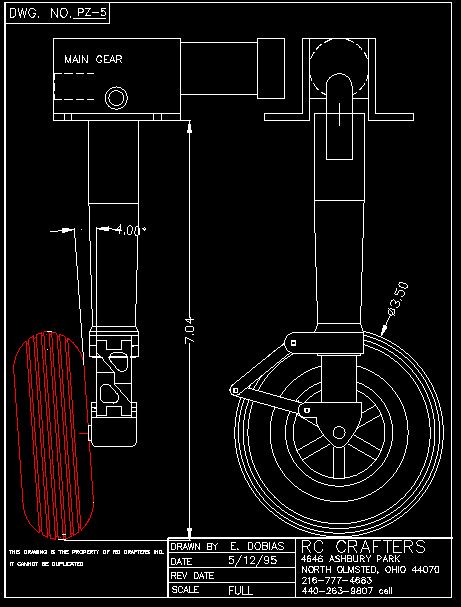 DWG. NO. PZ-5
MAIN GEAR
4.00°
7.04
ø3.50
THIS DRAWING IS THE PROPERTY OF RC CRAFTERS INC.
IT CANNOT BE DUPLICATED
DRAWN BY E. DOBIAS
DATE 5/12/95
REV DATE
SCALE FULL
RC CRAFTERS
4646 ASHBURY PARK
NORTH OLMSTED, OHIO 44070
216-777-4663
440-263-9807 cell